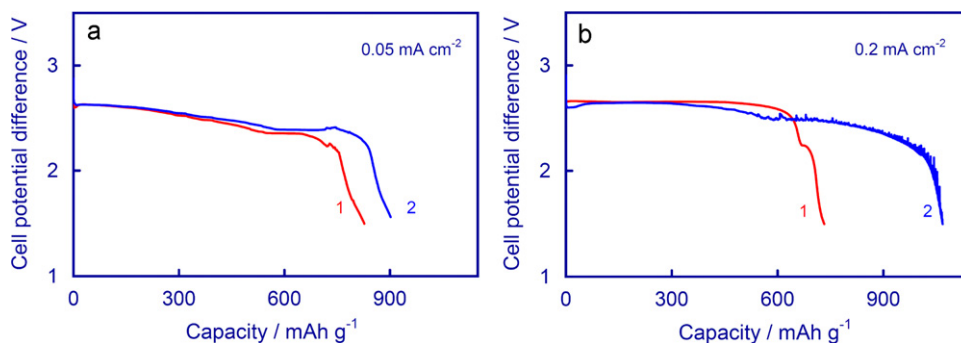 a
0.05 mA cm⁻²
Cell potential difference / V
3
2
1
1
2
0
300
600
900
Capacity / mAh g⁻¹
b
0.2 mA cm⁻²
Cell potential difference / V
3
2
1
1
2
0
300
600
900
Capacity / mAh g⁻¹